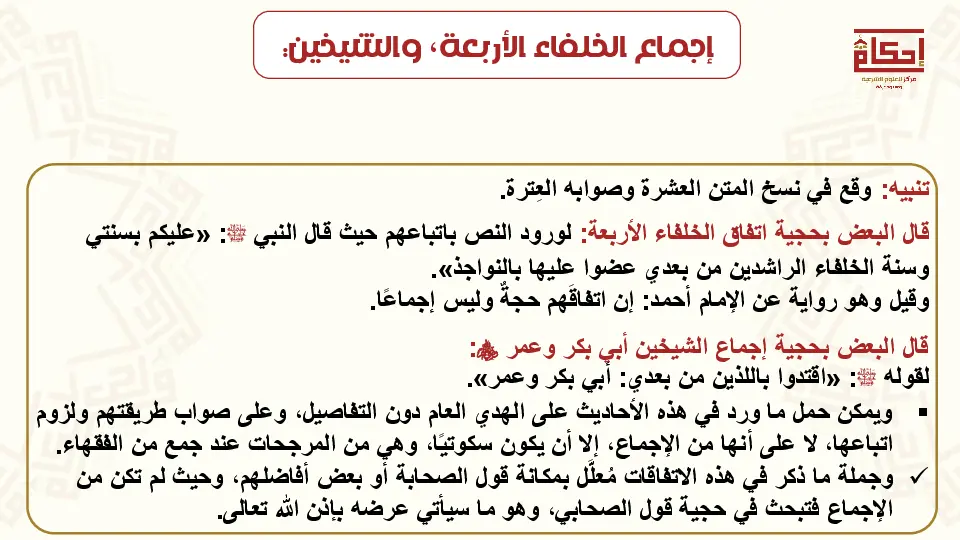 إجماع الخلفاء الأربعة، والشيخين:
إحكام
مركز للعلوم الشرعية
تنبيه: وقع في نسخ المتن العشرة وصوابه العِترة.
قال البعض بحجية اتفاق الخلفاء الأربعة: لورود النص باتباعهم حيث قال النبي ﷺ: «عليكم بسنتي
وسنة الخلفاء الراشدين من بعدي عضوا عليها بالنواجذ».
وقيل وهو رواية عن الإمام أحمد: إن اتفاقَهم حجةٌ وليس إجماعًا.
قال البعض بحجية إجماع الشيخين أبي بكر وعمر :
لقوله ﷺ: «اقتدوا باللذين من بعدي: أبي بكر وعمر».
▪ ويمكن حمل ما ورد في هذه الأحاديث على الهدي العام دون التفاصيل، وعلى صواب طريقتهم ولزوم
اتباعها، لا على أنها من الإجماع، إلا أن يكون سكوتيًا، وهي من المرجحات عند جمع من الفقهاء.
✓ وجملة ما ذكر في هذه الاتفاقات مُعلَّل بمكانة قول الصحابة أو بعض أفاضلهم، وحيث لم تكن من
الإجماع فتبحث في حجية قول الصحابي، وهو ما سيأتي عرضه بإذن الله تعالى.